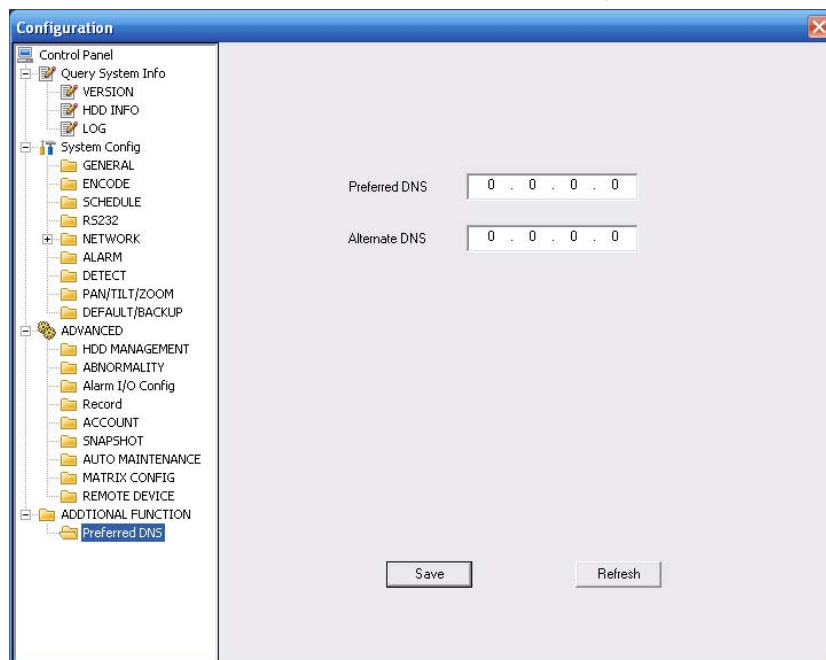 Configuration
Control Panel
Query System Info
VERSION
HDD INFO
LOG
System Config
GENERAL
ENCODE
SCHEDULE
RS232
NETWORK
ALARM
DETECT
PAN/TILT/ZOOM
DEFAULT/BACKUP
ADVANCED
HDD MANAGEMENT
ABNORMALITY
Alarm I/O Config
Record
ACCOUNT
SNAPSHOT
AUTO MAINTENANCE
MATRIX CONFIG
REMOTE DEVICE
ADDTIONAL FUNCTION
Preferred DNS
Preferred DNS 0 . 0 . 0 . 0
Alternate DNS 0 . 0 . 0 . 0
Save Refresh